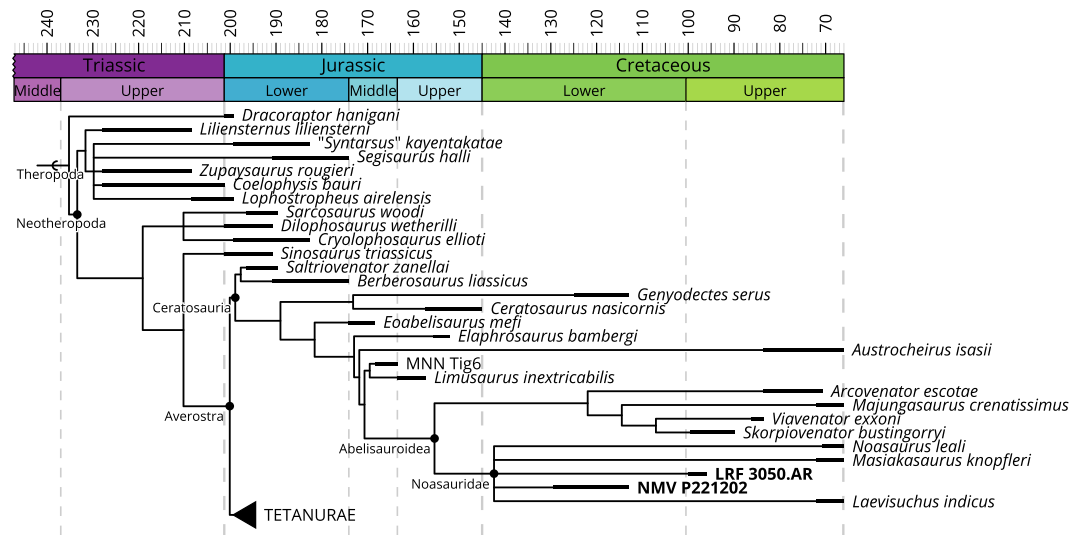 240 230 220 210 200 190 180 170 160 150 140 130 120 110 100 90 80 70
Triassic Jurassic Cretaceous
Middle Upper Lower Middle Upper Lower Upper
Dracoraptor hanigani
Liliensternus liliensterni
"Syntarsus" kayentakatae
Segisaurus halli
Zupaysaurus rougieri
Theropoda
Coelophysis bauri
Lophostropheus airelensis
Sarcosaurus woodi
Neotheropoda
Dilophosaurus wetherilli
Cryolophosaurus ellioti
Sinosaurus triassicus
Saltriovenator zanellai
Berberosaurus liassicus
Genyodectes serus
Ceratosauria
Ceratosaurus nasicornis
Eoabelisaurus mefi
Elaphrosaurus bambergi
Austrocheirus isasii
MNN Tig6
Limusaurus inextricabilis
Arcovenator escotae
Majungasaurus crenatissimus
Averostra
Viavenator exxoni
Skorpiovenator bustingorryi
Noasaurus leali
Abelisauroidea
Masiakasaurus knopfleri
LRF 3050.AR
Noasauridae
NMV P221202
Laevisuchus indicus
TETANURAE